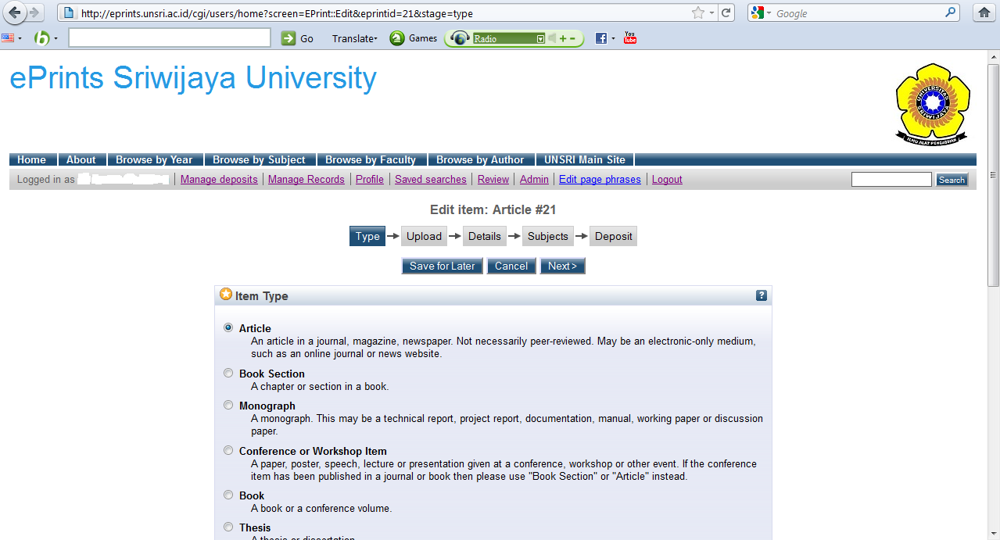 http://eprints.unsri.ac.id/cgi/users/home?screen=EPrint::Edit&eprintid=21&stage=type
Google
Go Translate Games Radio You Tube
ePrints Sriwijaya University
UNIVERSITAS SRIWIJAYA
ILMU ALAT PENGABDIAN
Home About Browse by Year Browse by Subject Browse by Faculty Browse by Author UNSRI Main Site
Logged in as Manage deposits Manage Records Profile Saved searches Review Admin Edit page phrases Logout Search
Edit item: Article #21
Type Upload Details Subjects Deposit
Save for Later Cancel Next >
Item Type ?
Article
An article in a journal, magazine, newspaper. Not necessarily peer-reviewed. May be an electronic-only medium,
such as an online journal or news website.
Book Section
A chapter or section in a book.
Monograph
A monograph. This may be a technical report, project report, documentation, manual, working paper or discussion
paper.
Conference or Workshop Item
A paper, poster, speech, lecture or presentation given at a conference, workshop or other event. If the conference
item has been published in a journal or book then please use "Book Section" or "Article" instead.
Book
A book or a conference volume.
Thesis
A thesis or dissertation.